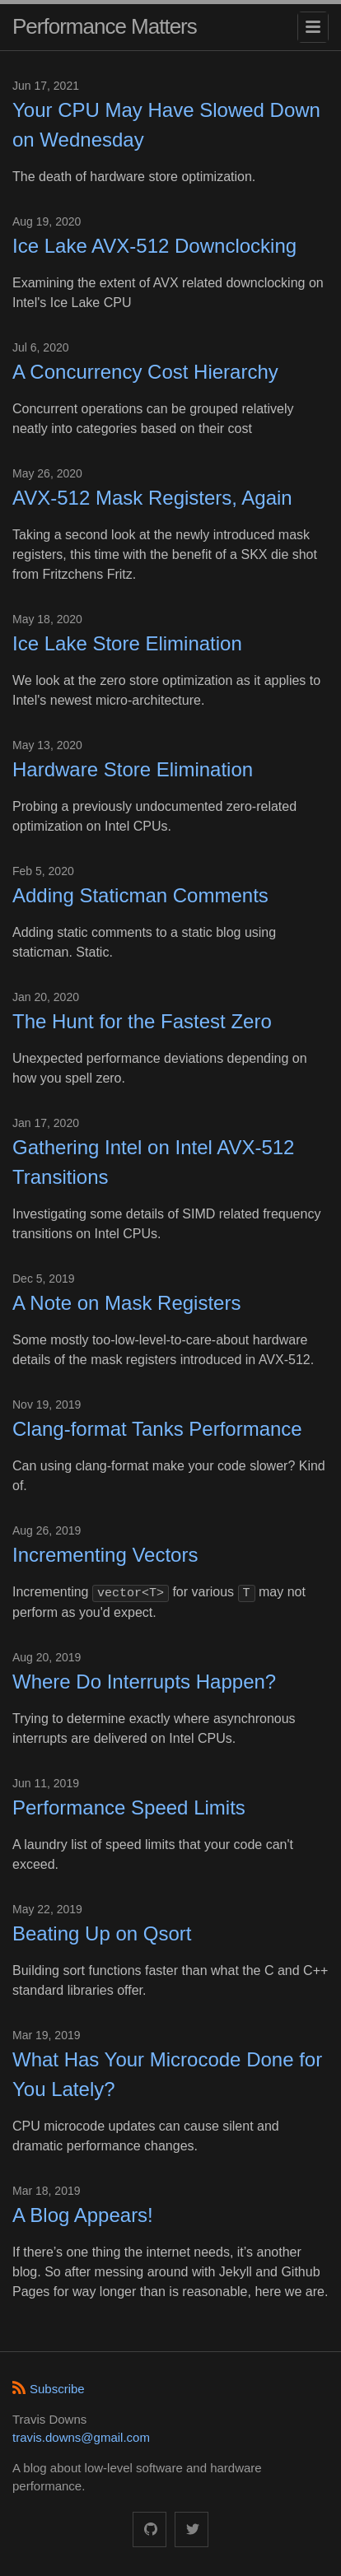 Performance Matters
Jun 17, 2021
Your CPU May Have Slowed Down
on Wednesday
The death of hardware store optimization.
Aug 19, 2020
Ice Lake AVX-512 Downclocking
Examining the extent of AVX related downclocking on
Intel's Ice Lake CPU
Jul 6, 2020
A Concurrency Cost Hierarchy
Concurrent operations can be grouped relatively
neatly into categories based on their cost
May 26, 2020
AVX-512 Mask Registers, Again
Taking a second look at the newly introduced mask
registers, this time with the benefit of a SKX die shot
from Fritzchens Fritz.
May 18, 2020
Ice Lake Store Elimination
We look at the zero store optimization as it applies to
Intel's newest micro-architecture.
May 13, 2020
Hardware Store Elimination
Probing a previously undocumented zero-related
optimization on Intel CPUs.
Feb 5, 2020
Adding Staticman Comments
Adding static comments to a static blog using
staticman. Static.
Jan 20, 2020
The Hunt for the Fastest Zero
Unexpected performance deviations depending on
how you spell zero.
Jan 17, 2020
Gathering Intel on Intel AVX-512
Transitions
Investigating some details of SIMD related frequency
transitions on Intel CPUs.
Dec 5, 2019
A Note on Mask Registers
Some mostly too-low-level-to-care-about hardware
details of the mask registers introduced in AVX-512.
Nov 19, 2019
Clang-format Tanks Performance
Can using clang-format make your code slower? Kind
of.
Aug 26, 2019
Incrementing Vectors
Incrementing vector<T> for various T may not
perform as you'd expect.
Aug 20, 2019
Where Do Interrupts Happen?
Trying to determine exactly where asynchronous
interrupts are delivered on Intel CPUs.
Jun 11, 2019
Performance Speed Limits
A laundry list of speed limits that your code can't
exceed.
May 22, 2019
Beating Up on Qsort
Building sort functions faster than what the C and C++
standard libraries offer.
Mar 19, 2019
What Has Your Microcode Done for
You Lately?
CPU microcode updates can cause silent and
dramatic performance changes.
Mar 18, 2019
A Blog Appears!
If there's one thing the internet needs, it's another
blog. So after messing around with Jekyll and Github
Pages for way longer than is reasonable, here we are.
Subscribe
Travis Downs
travis.downs@gmail.com
A blog about low-level software and hardware
performance.